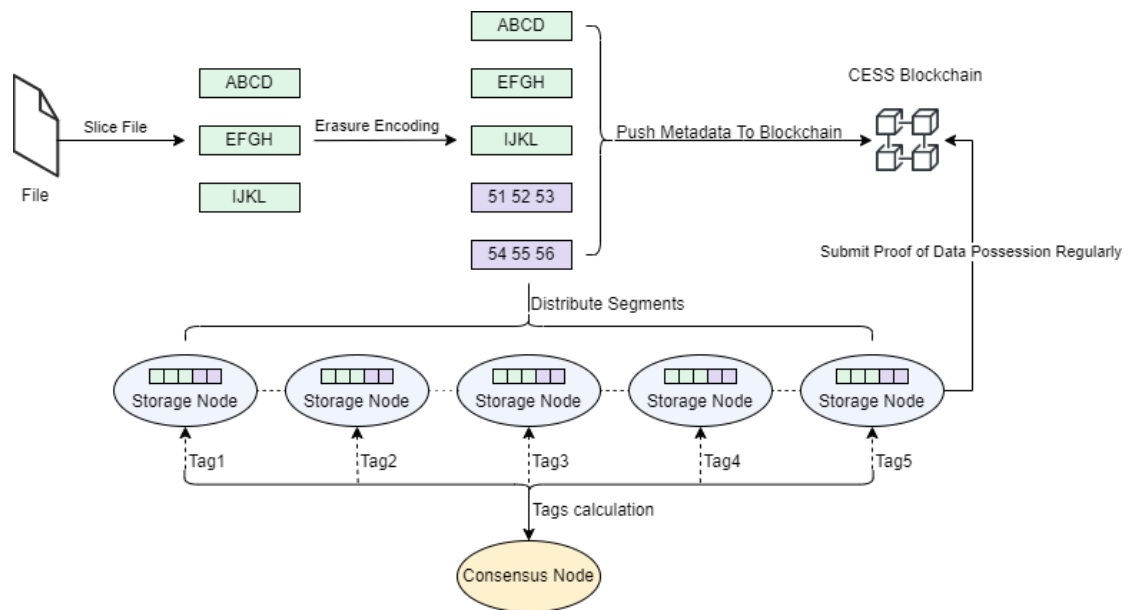 ABCD
CESS Blockchain
ABCD
EFGH
Slice File
EFGH
Erasure Encoding
IJKL
Push Metadata To Blockchain
File
IJKL
51 52 53
54 55 56
Submit Proof of Data Possession Regularly
Distribute Segments
Storage Node
Storage Node
Storage Node
Storage Node
Storage Node
Tag1
Tag2
Tag3
Tag4
Tag5
Tags calculation
Consensus Node